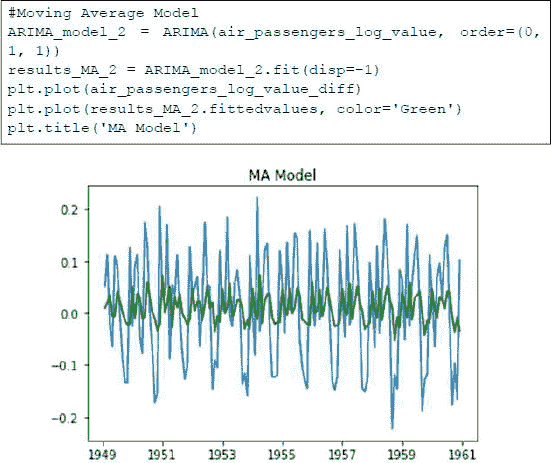 #Moving Average Model
ARIMA_model_2 = ARIMA(air_passengers_log_value, order=(0,
1, 1))
results_MA_2 = ARIMA_model_2.fit(disp=-1)
plt.plot(air_passengers_log_value_diff)
plt.plot(results_MA_2.fittedvalues, color='Green')
plt.title('MA Model')
MA Model
0.2
0.1
0.0
−0.1
−0.2
1949 1951 1953 1955 1957 1959 1961